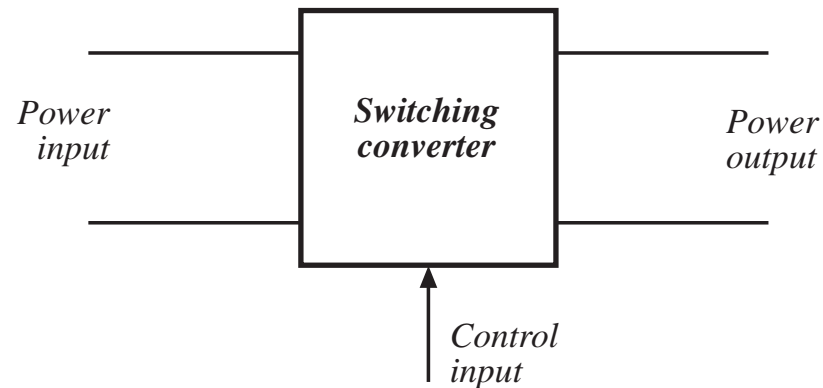 Power
input
Switching
converter
Power
output
Control
input